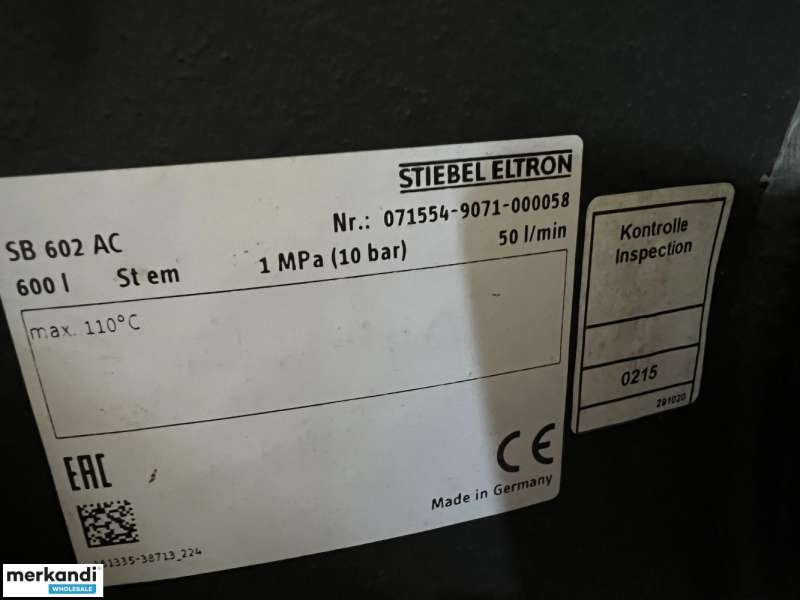 STIEBEL ELTRON
SB 602 AC
Nr.: 071554-9071-000058
600 l St em 1 MPa (10 bar) 50 l/min
max. 110°C
EAC
CE
Made in Germany
Kontrolle
Inspection
0215
291020
merkandi
WHOLESALE